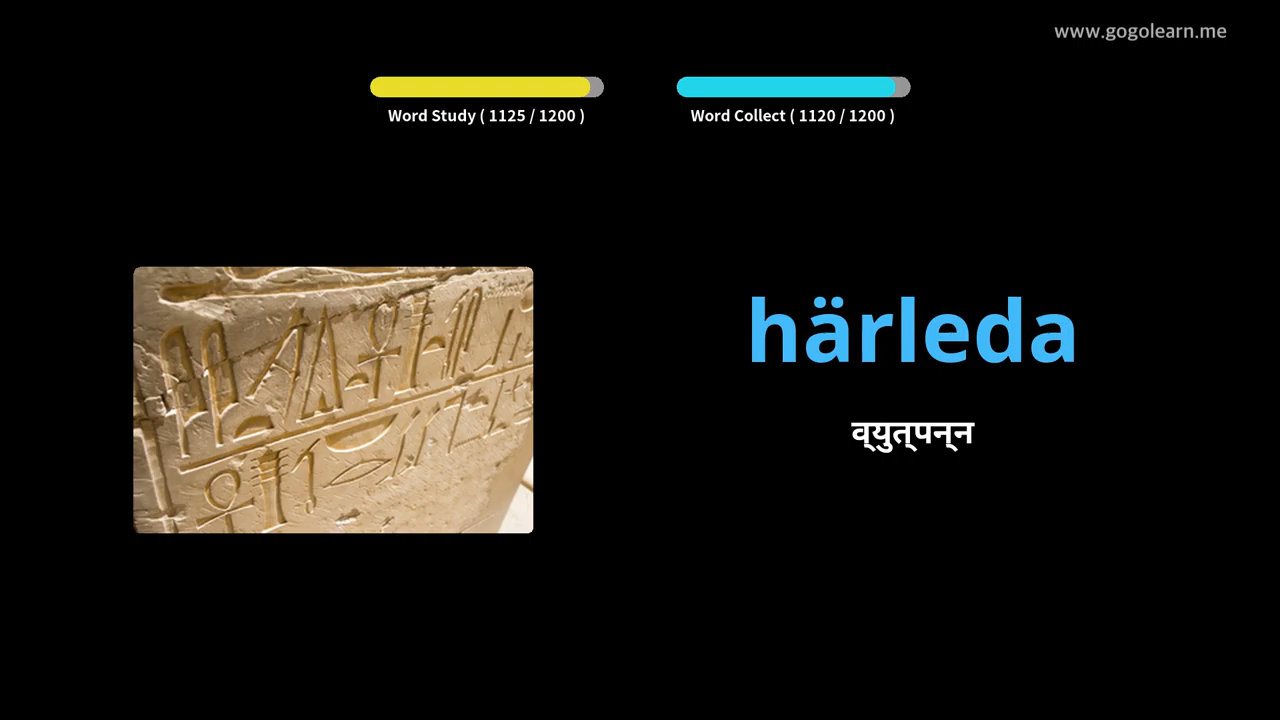 www.gogolearn.me
Word Study ( 1125 / 1200 )
Word Collect ( 1120 / 1200 )
härleda
व्युत्पन्न